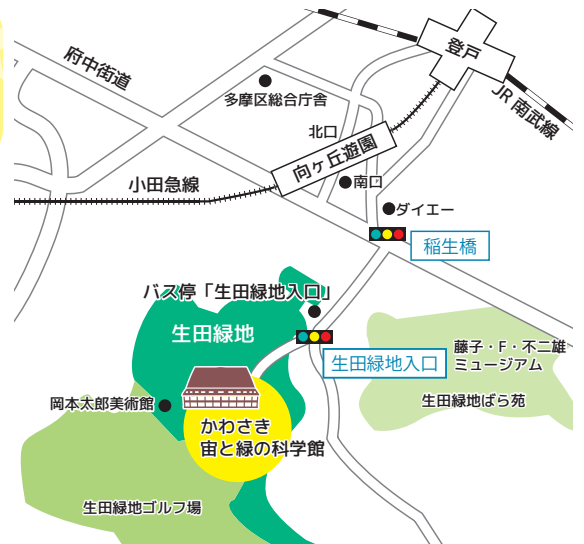 登戸
府中街道
多摩区総合庁舎
JR 南武線
北口
向ヶ丘遊園
小田急線
南口
ダイエー
稲生橋
バス停「生田緑地入口」
生田緑地
藤子・F・不二雄
ミュージアム
生田緑地入口
岡本太郎美術館
生田緑地ばら苑
かわさき
宙と緑の科学館
生田緑地ゴルフ場